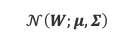 𝒩(𝑾; 𝝁, 𝜮)